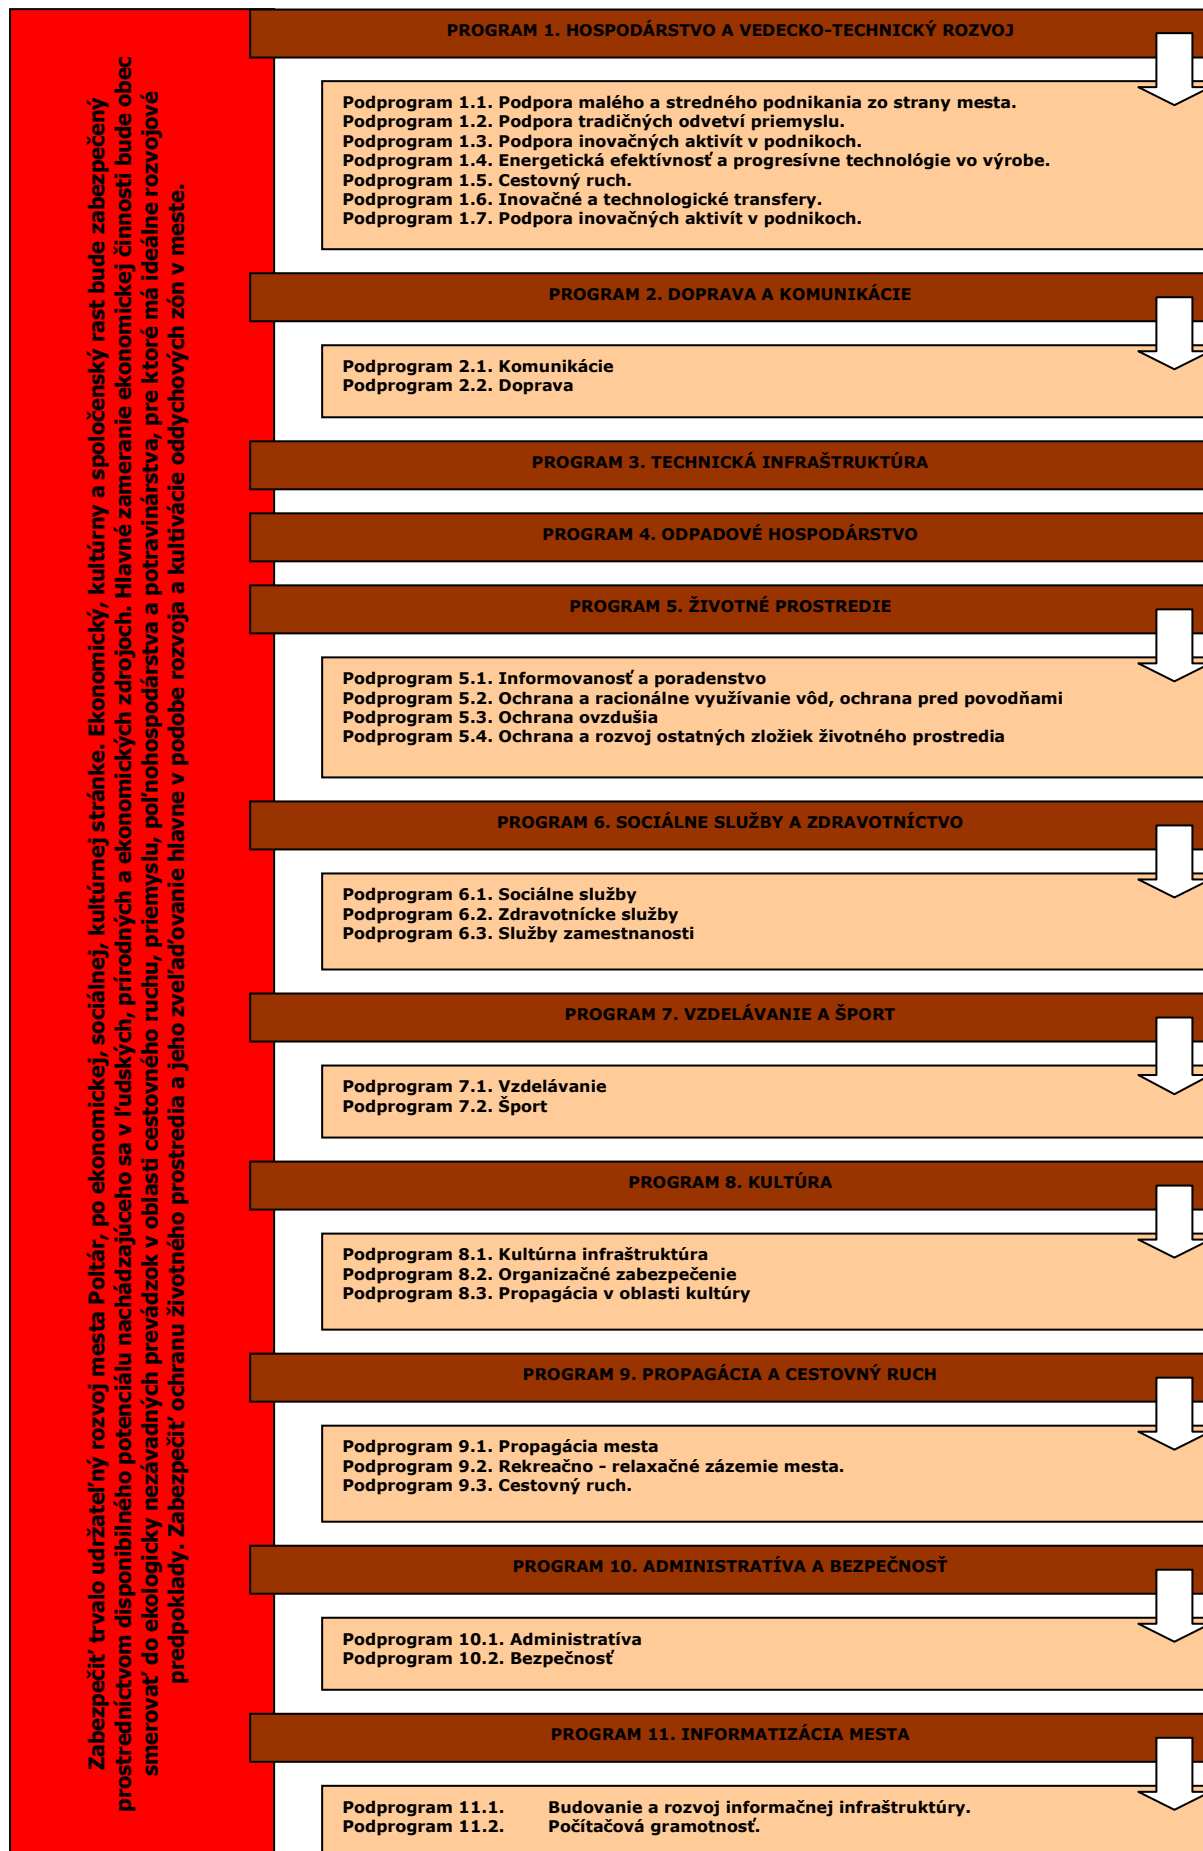 Zabezpečiť trvalo udržateľný rozvoj mesta Poltár, po ekonomickej, sociálnej, kultúrnej stránke. Ekonomický, kultúrny a spoločenský rast bude zabezpečený
prostredníctvom disponibilného potenciálu nachádzajúceho sa v ľudských, prírodných a ekonomických zdrojoch. Hlavné zameranie ekonomickej činnosti bude obec
smerovať do ekologicky nezávadných prevádzok v oblasti cestovného ruchu, priemyslu, poľnohospodárstva a potravinárstva, pre ktoré má ideálne rozvojové
predpoklady. Zabezpečiť ochranu životného prostredia a jeho zveľaďovanie hlavne v podobe rozvoja a kultivácie oddychových zón v meste.
PROGRAM 1. HOSPODÁRSTVO A VEDECKO-TECHNICKÝ ROZVOJ
Podprogram 1.1. Podpora malého a stredného podnikania zo strany mesta.
Podprogram 1.2. Podpora tradičných odvetví priemyslu.
Podprogram 1.3. Podpora inovačných aktivít v podnikoch.
Podprogram 1.4. Energetická efektívnosť a progresívne technológie vo výrobe.
Podprogram 1.5. Cestovný ruch.
Podprogram 1.6. Inovačné a technologické transfery.
Podprogram 1.7. Podpora inovačných aktivít v podnikoch.
PROGRAM 2. DOPRAVA A KOMUNIKÁCIE
Podprogram 2.1. Komunikácie
Podprogram 2.2. Doprava
PROGRAM 3. TECHNICKÁ INFRAŠTRUKTÚRA
PROGRAM 4. ODPADOVÉ HOSPODÁRSTVO
PROGRAM 5. ŽIVOTNÉ PROSTREDIE
Podprogram 5.1. Informovanosť a poradenstvo
Podprogram 5.2. Ochrana a racionálne využívanie vôd, ochrana pred povodňami
Podprogram 5.3. Ochrana ovzdušia
Podprogram 5.4. Ochrana a rozvoj ostatných zložiek životného prostredia
PROGRAM 6. SOCIÁLNE SLUŽBY A ZDRAVOTNÍCTVO
Podprogram 6.1. Sociálne služby
Podprogram 6.2. Zdravotnícke služby
Podprogram 6.3. Služby zamestnanosti
PROGRAM 7. VZDELÁVANIE A ŠPORT
Podprogram 7.1. Vzdelávanie
Podprogram 7.2. Šport
PROGRAM 8. KULTÚRA
Podprogram 8.1. Kultúrna infraštruktúra
Podprogram 8.2. Organizačné zabezpečenie
Podprogram 8.3. Propagácia v oblasti kultúry
PROGRAM 9. PROPAGÁCIA A CESTOVNÝ RUCH
Podprogram 9.1. Propagácia mesta
Podprogram 9.2. Rekreačno - relaxačné zázemie mesta.
Podprogram 9.3. Cestovný ruch.
PROGRAM 10. ADMINISTRATÍVA A BEZPEČNOSŤ
Podprogram 10.1. Administratíva
Podprogram 10.2. Bezpečnosť
PROGRAM 11. INFORMATIZÁCIA MESTA
Podprogram 11.1. Budovanie a rozvoj informačnej infraštruktúry.
Podprogram 11.2. Počítačová gramotnosť.